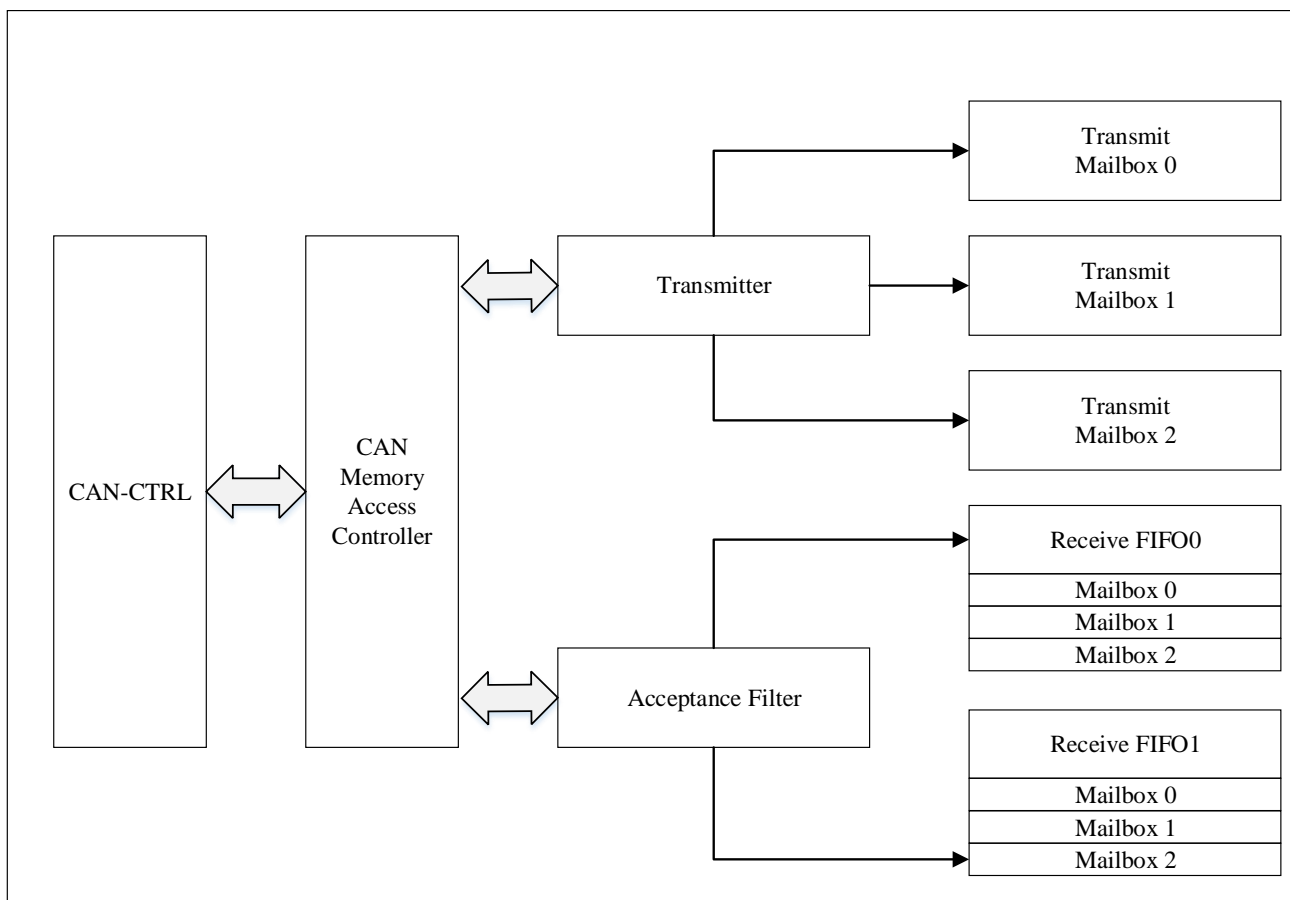 CAN-CTRL
CAN
Memory
Access
Controller
Transmitter
Acceptance Filter
Transmit
Mailbox 0
Transmit
Mailbox 1
Transmit
Mailbox 2
Receive FIFO0
Mailbox 0
Mailbox 1
Mailbox 2
Receive FIFO1
Mailbox 0
Mailbox 1
Mailbox 2